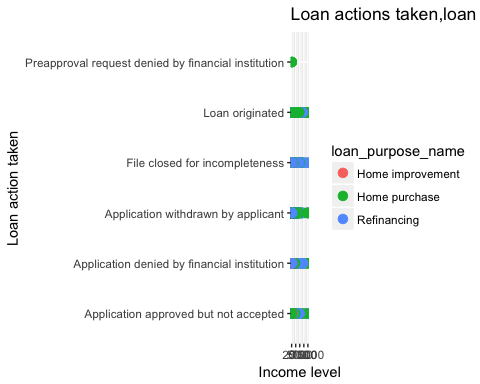 Loan actions taken,loan
Preapproval request denied by financial institution
Loan originated
File closed for incompleteness
Application withdrawn by applicant
Application denied by financial institution
Application approved but not accepted
Loan action taken
Income level
loan_purpose_name
Home improvement
Home purchase
Refinancing